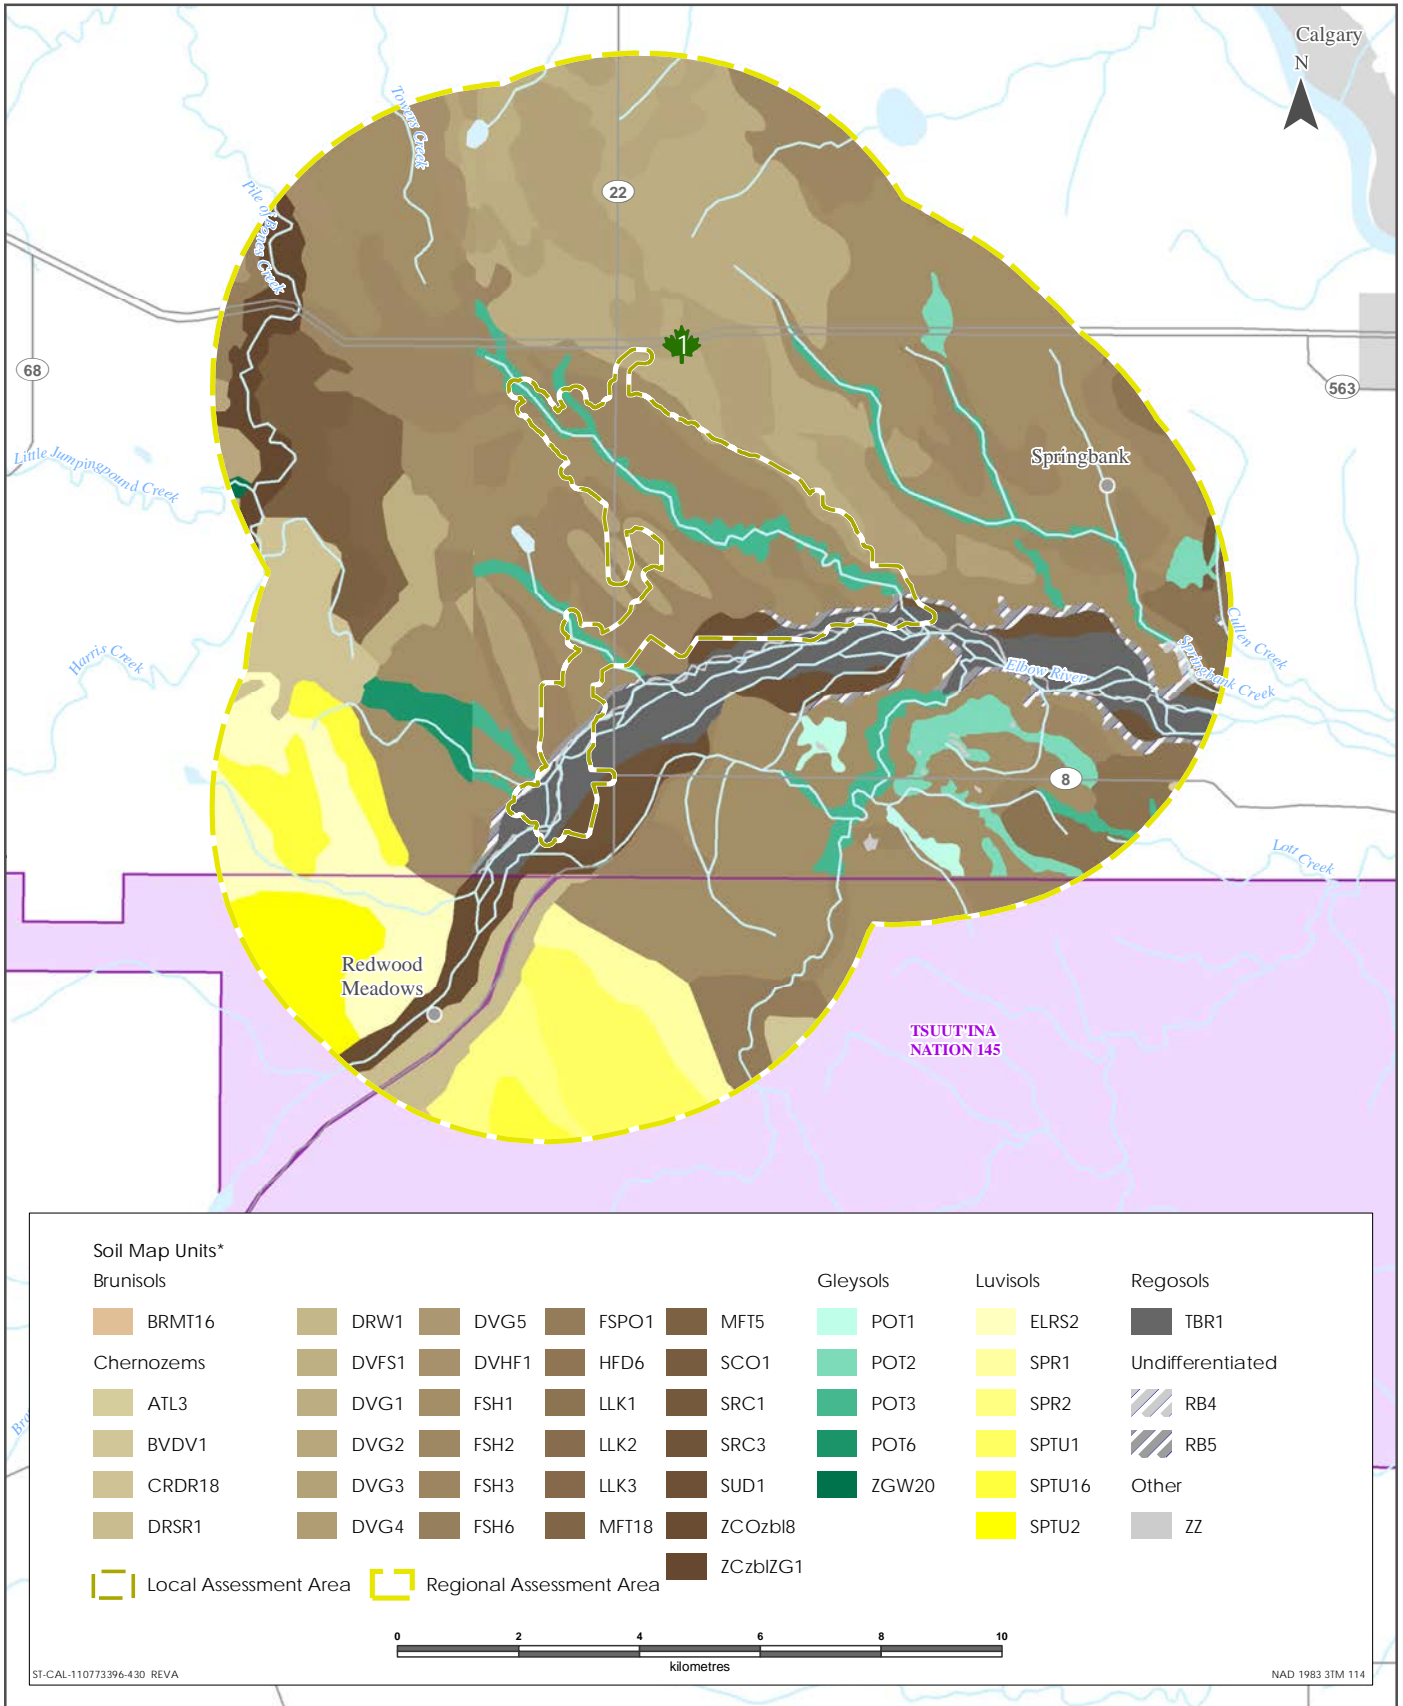 Calgary
N
Towers Creek
Pile of Bones Creek
22
1
68
563
Little Jumpingpound Creek
Springbank
Harris Creek
Cullen Creek
Springbank Creek
Elbow River
8
Lott Creek
Redwood
Meadows
TSUUT'INA
NATION 145
Soil Map Units*
Brunisols
BRMT16
Chernozems
ATL3
BVDV1
CRDR18
DRSR1
DRW1
DVFS1
DVG1
DVG2
DVG3
DVG4
DVG5
DVHF1
FSH1
FSH2
FSH3
FSH6
FSPO1
HFD6
LLK1
LLK2
LLK3
MFT18
MFT5
SCO1
SRC1
SRC3
SUD1
ZCOzbl8
ZCzblZG1
Gleysols
POT1
POT2
POT3
POT6
ZGW20
Luvisols
ELRS2
SPR1
SPR2
SPTU1
SPTU16
SPTU2
Regosols
TBR1
Undifferentiated
RB4
RB5
Other
ZZ
Local Assessment Area
Regional Assessment Area
0 2 4 6 8 10
kilometres
ST-CAL-110773396-430 REVA
NAD 1983 3TM 114